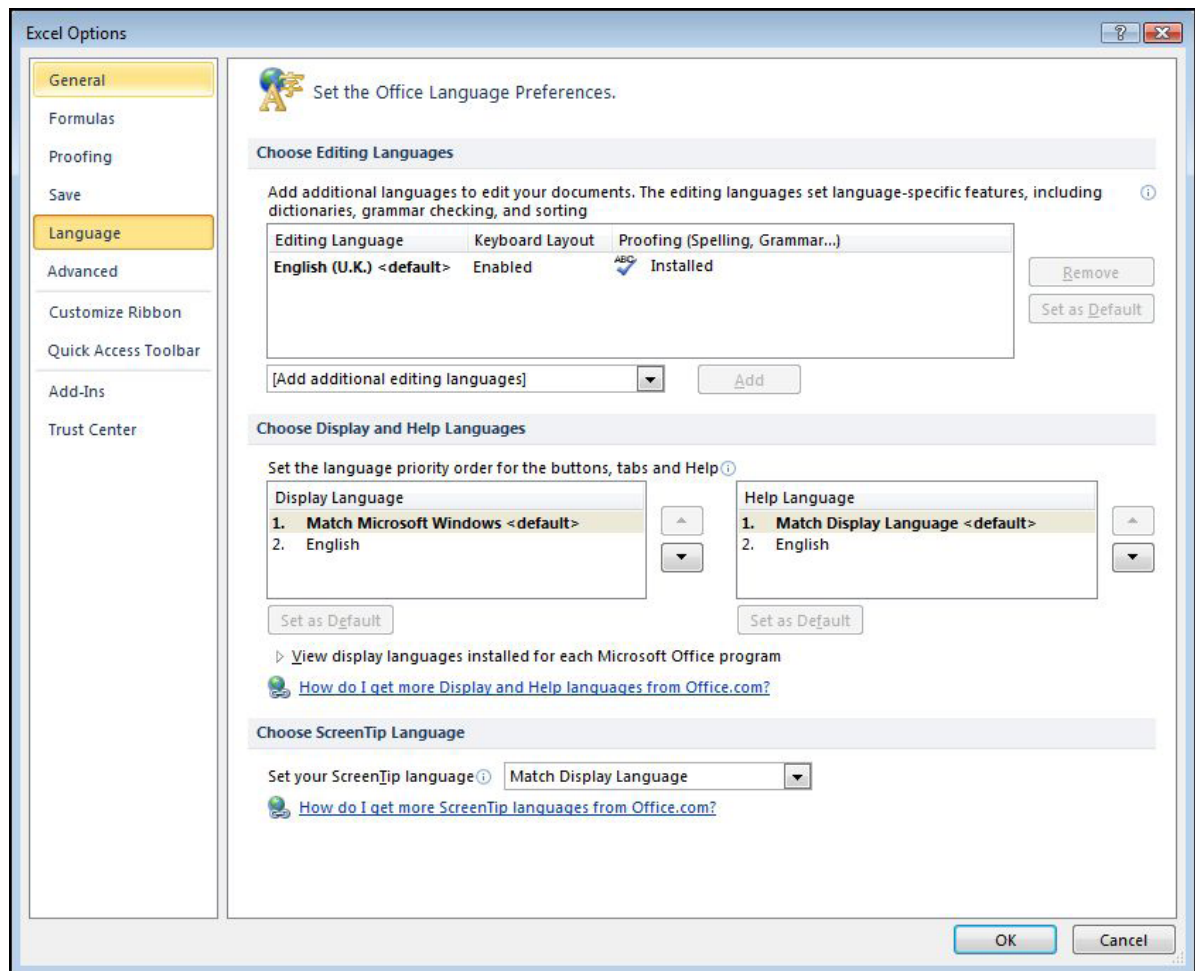 Excel Options
General
Formulas
Proofing
Save
Language
Advanced
Customize Ribbon
Quick Access Toolbar
Add-Ins
Trust Center
Set the Office Language Preferences.
Choose Editing Languages
Add additional languages to edit your documents. The editing languages set language-specific features, including
dictionaries, grammar checking, and sorting
Editing Language Keyboard Layout Proofing (Spelling, Grammar...)
English (U.K.) <default> Enabled ABC Installed
Remove
Set as Default
[Add additional editing languages] Add
Choose Display and Help Languages
Set the language priority order for the buttons, tabs and Help
Display Language
1. Match Microsoft Windows <default>
2. English
Set as Default
Help Language
1. Match Display Language <default>
2. English
Set as Default
View display languages installed for each Microsoft Office program
How do I get more Display and Help languages from Office.com?
Choose ScreenTip Language
Set your ScreenTip language Match Display Language
How do I get more ScreenTip languages from Office.com?
OK Cancel